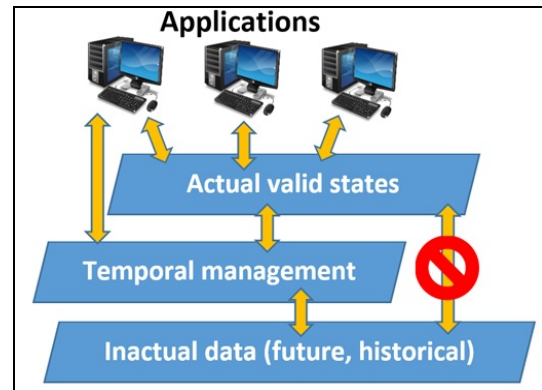 Applications
Actual valid states
Temporal management
Inactual data (future, historical)